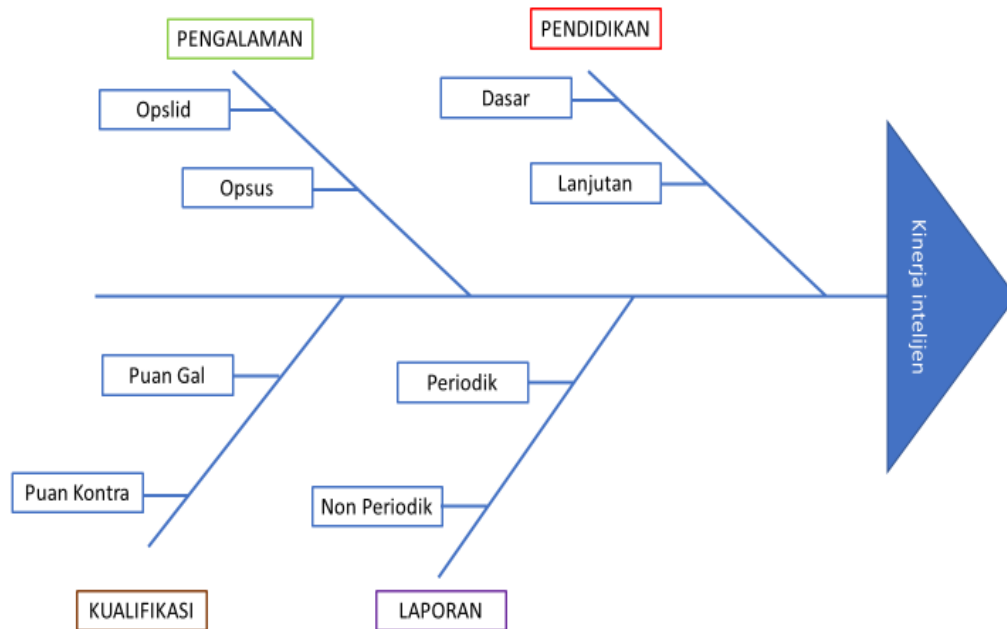 PENGALAMAN
PENDIDIKAN
Opslid
Dasar
Opsus
Lanjutan
Kinerja intelijen
Puan Gal
Periodik
Puan Kontra
Non Periodik
KUALIFIKASI
LAPORAN